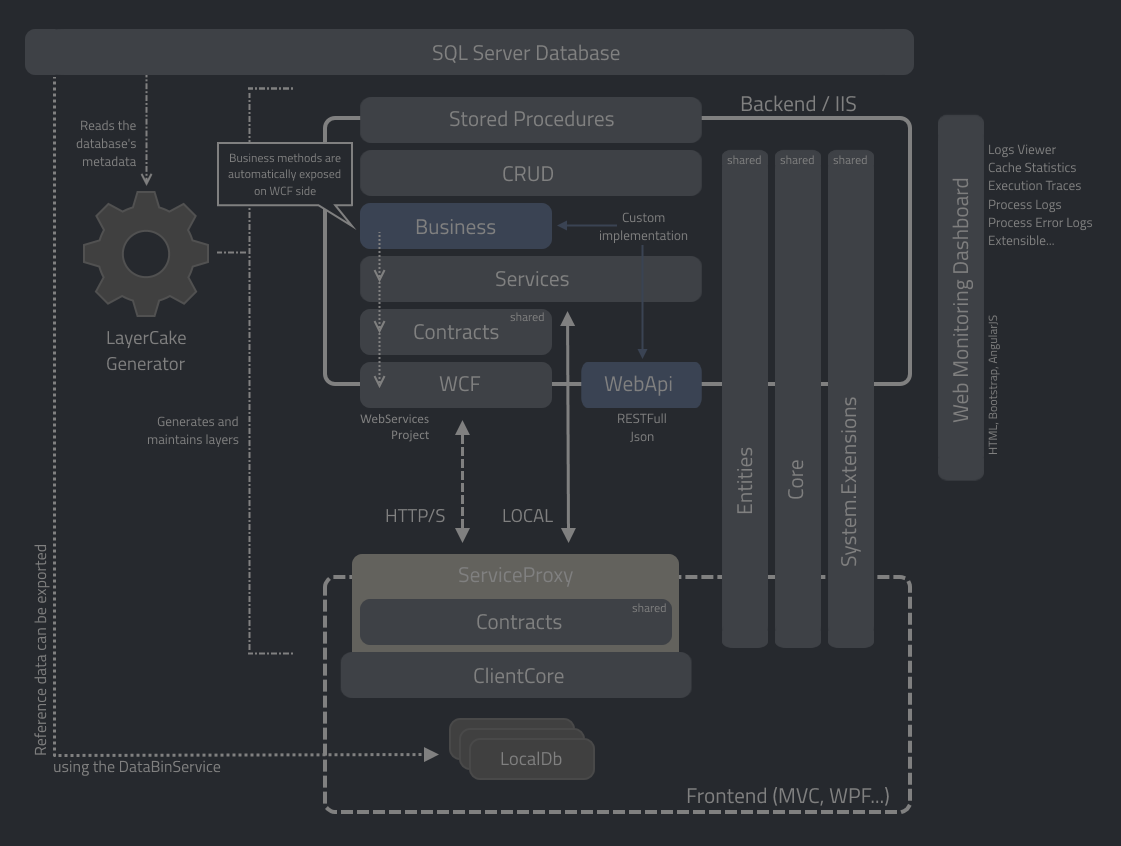 SQL Server Database
Reads the
database's
metadata
Backend / IIS
Stored Procedures
CRUD
Business methods are
automatically exposed
on WCF side
Business
Custom
implementation
Services
Contracts
shared
WCF
WebApi
WebServices
Project
RESTFull
Json
shared
shared
shared
Entities
Core
System.Extensions
Web Monitoring Dashboard
HTML, Bootstrap, AngularJS
Logs Viewer
Cache Statistics
Execution Traces
Process Logs
Process Error Logs
Extensible...
LayerCake
Generator
Generates and
maintains layers
HTTP/S
LOCAL
ServiceProxy
shared
Contracts
ClientCore
LocalDb
Reference data can be exported
using the DataBinService
Frontend (MVC, WPF...)